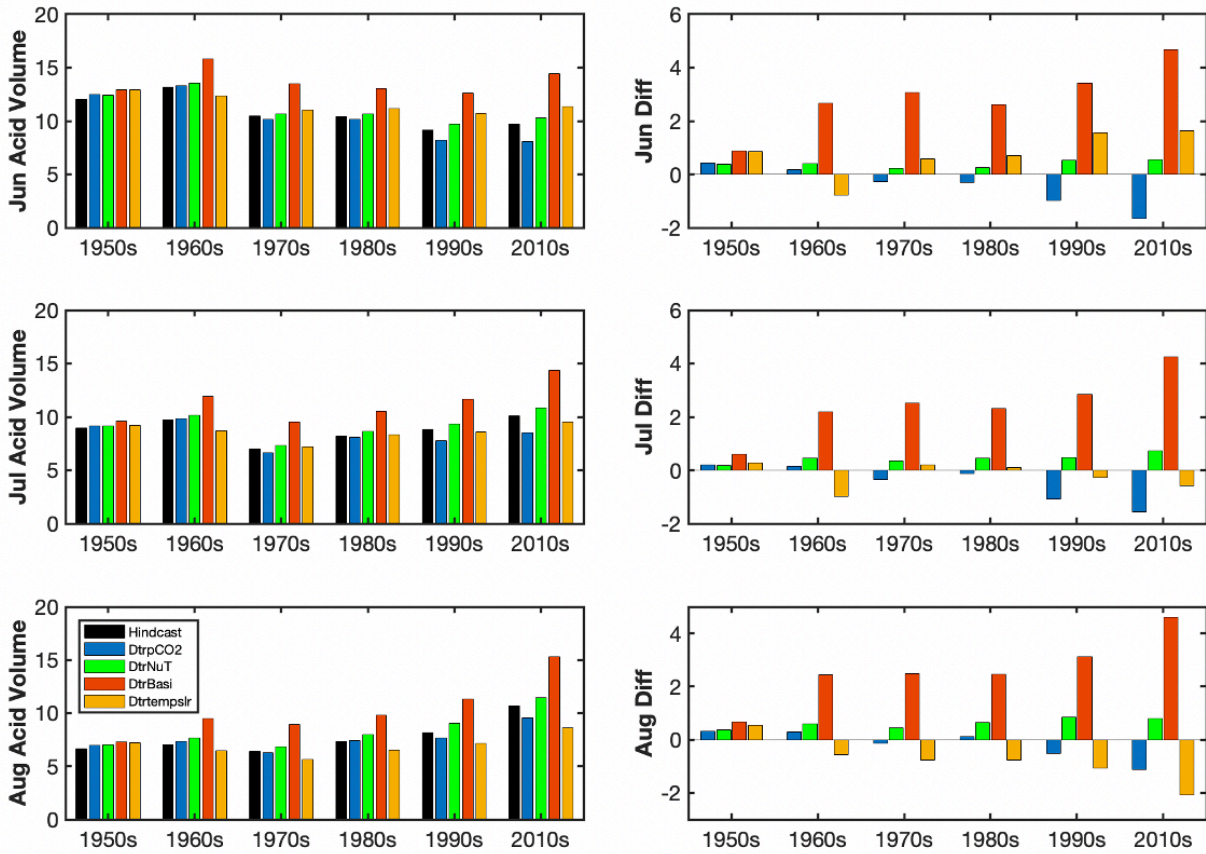 Jun Acid Volume
20
15
10
5
0
1950s 1960s 1970s 1980s 1990s 2010s
Jun Diff
6
4
2
0
-2
1950s 1960s 1970s 1980s 1990s 2010s
Jul Acid Volume
20
15
10
5
0
1950s 1960s 1970s 1980s 1990s 2010s
Jul Diff
6
4
2
0
-2
1950s 1960s 1970s 1980s 1990s 2010s
Aug Acid Volume
20
15
10
5
0
Hindcast
DtrpCO2
DtrNuT
DtrBasi
Dtrtempslr
1950s 1960s 1970s 1980s 1990s 2010s
Aug Diff
4
2
0
-2
1950s 1960s 1970s 1980s 1990s 2010s